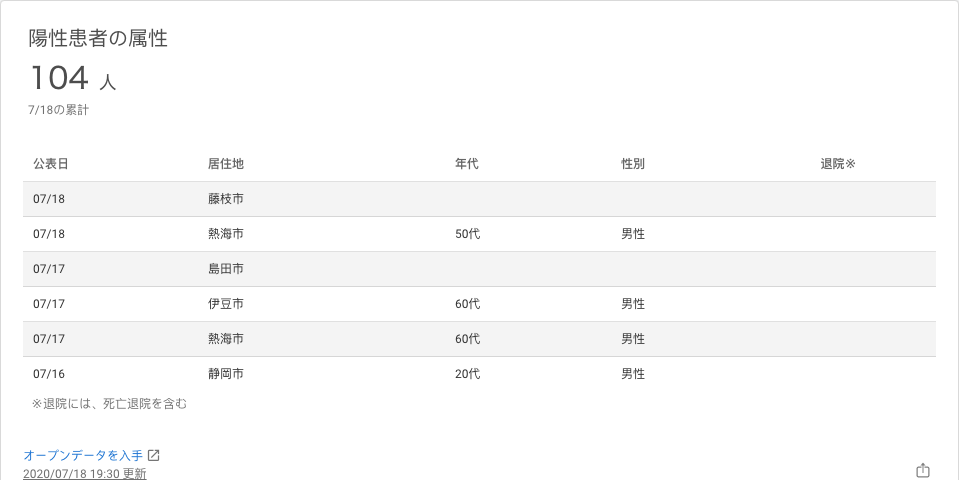 陽性患者の属性
104 人
7/18の累計
公表日 居住地 年代 性別 退院※
07/18 藤枝市
07/18 熱海市 50代 男性
07/17 島田市
07/17 伊豆市 60代 男性
07/17 熱海市 60代 男性
07/16 静岡市 20代 男性
※退院には、死亡退院を含む
オープンデータを入手
2020/07/18 19:30 更新